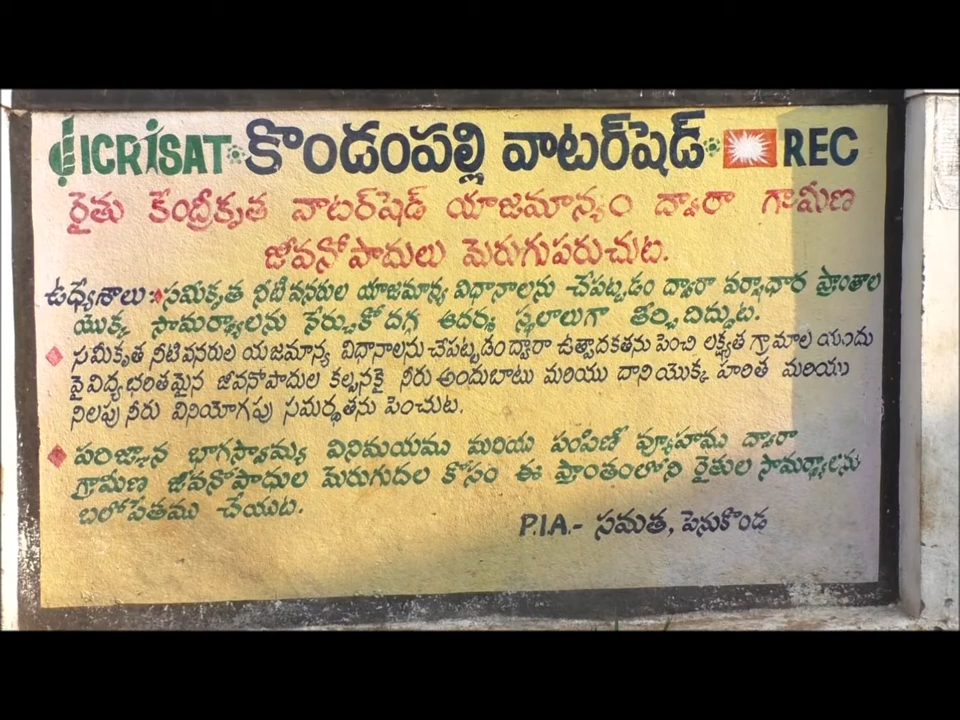 ICRISAT కొండంపల్లి వాటర్‌షెడ్ REC
రైతు కేంద్రీకృత వాటర్‌షెడ్ యాజమాన్యం ద్వారా గ్రామీణ
జీవనోపాదులు మెరుగుపరుచుట.
ఉద్ధ్యేశాలు : సమీకృత నీటివనరుల యాజమాన్య విధానాలను చేపట్టడం ద్వారా వర్షాధార ప్రాంతాల
యొక్క సామర్థ్యాలను నేర్చుకోదగ్గ ఆదర్శ స్థలాలుగా తీర్చిదిద్దుట.
సమీకృత నీటివనరుల యజమాన్య విధానాలను చేపట్టడం ద్వారా ఉత్పాదకతను పెంచి లక్ష్యత గ్రామాల యందు
వైవిద్యభరితమైన జీవనోపాదుల కల్పనకై నీరు అందుబాటు మరియు దానియొక్క హరిత మరియు
నిలపు నీరు వినియోగపు సమర్థతను పెంచుట.
పరిజ్ఞాన బాగస్వామ్య వినిమయము మరియ పంపిణీ వ్యూహాము ద్వారా
గ్రామీణ జీవనోపాదుల మెరుగుదల కోసం ఈ ప్రాంతంలోని రైతుల సామర్థ్యాలను
బలోపేతము చేయుట.
P.I.A.- సమత, పెనుకొండ